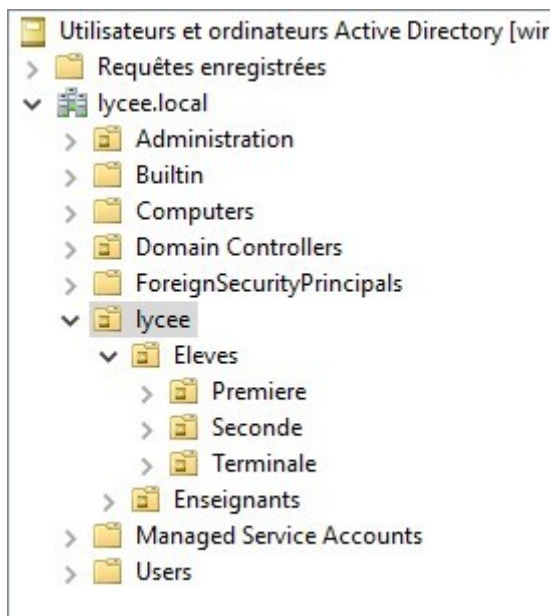 Utilisateurs et ordinateurs Active Directory [wir
Requêtes enregistrées
lycee.local
Administration
Builtin
Computers
Domain Controllers
ForeignSecurityPrincipals
lycee
Eleves
Premiere
Seconde
Terminale
Enseignants
Managed Service Accounts
Users